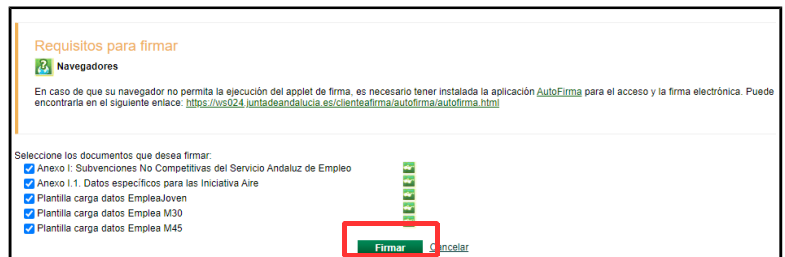 Requisitos para firmar
Navegadores
En caso de que su navegador no permita la ejecución del applet de firma, es necesario tener instalada la aplicación AutoFirma para el acceso y la firma electrónica. Puede
encontrarla en el siguiente enlace: https://ws024.juntadeandalucia.es/clienteafirma/autofirma/autofirma.html
Seleccione los documentos que desea firmar:
Anexo I: Subvenciones No Competitivas del Servicio Andaluz de Empleo
Anexo I.1. Datos específicos para las Iniciativa Aire
Plantilla carga datos EmpleaJoven
Plantilla carga datos Emplea M30
Plantilla carga datos Emplea M45
Firmar Cancelar